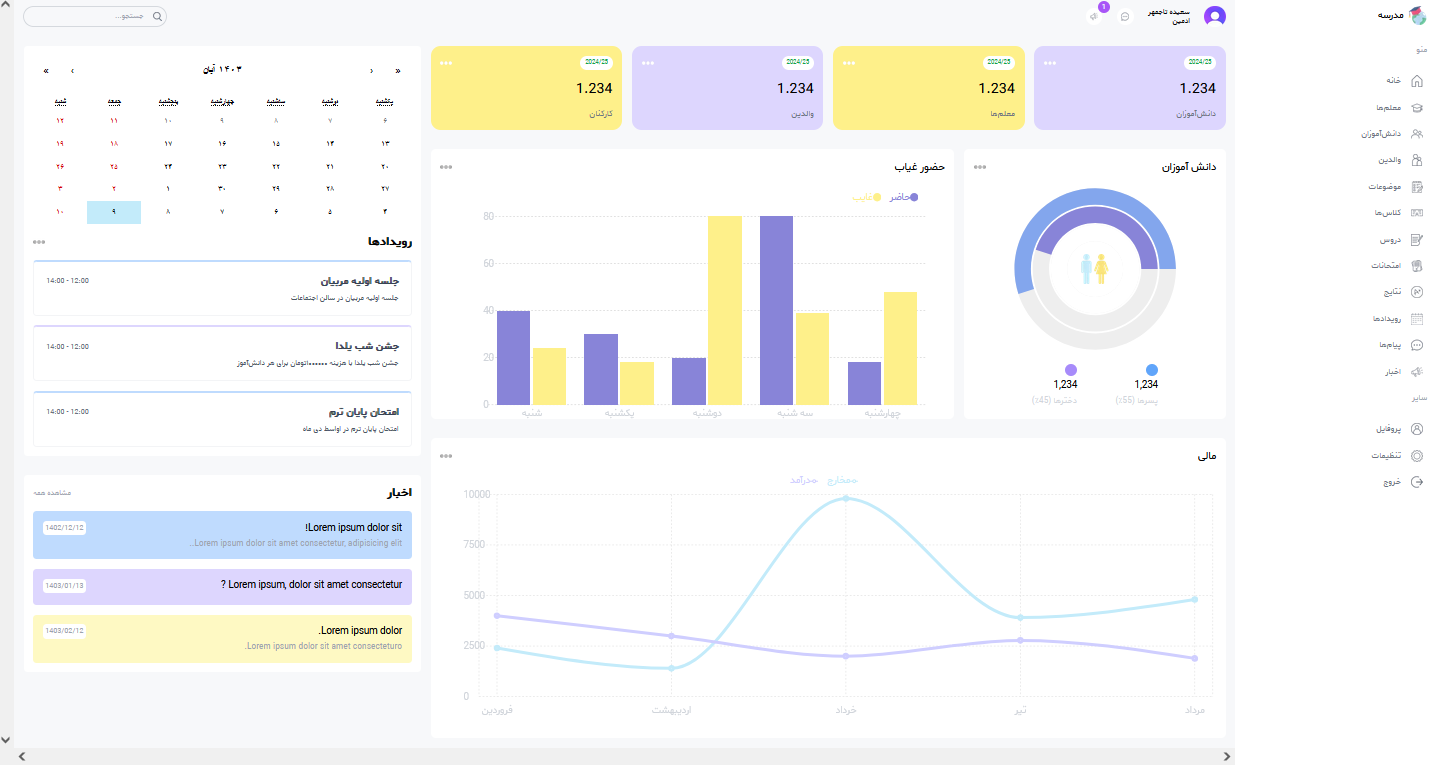 مدرسه
منو
خانه
معلم‌ها
دانش‌آموزان
والدین
موضوعات
کلاس‌ها
دروس
امتحانات
نتایج
رویدادها
پیام‌ها
اخبار
سایر
پروفایل
تنظیمات
خروج
سعیده تاجمهر
ادمین
1
جستجو...
2024/25
1.234
دانش‌آموزان
2024/25
1.234
معلم‌ها
2024/25
1.234
والدین
2024/25
1.234
کارکنان
دانش آموزان
1,234
پسرها (55٪)
1,234
دخترها (45٪)
حضور غیاب
حاضر غایب
80
60
40
20
0
شنبه یکشنبه دوشنبه سه شنبه چهارشنبه
مالی
درآمد مخارج
10000
7500
5000
2500
0
فروردین اردیبهشت خرداد تیر مرداد
« ‹ ۱۴۰۳ آبان › »
یکشنبه دوشنبه سه‌شنبه چهارشنبه پنجشنبه جمعه شنبه
۶ ۷ ۸ ۹ ۱۰ ۱۱ ۱۲
۱۳ ۱۴ ۱۵ ۱۶ ۱۷ ۱۸ ۱۹
۲۰ ۲۱ ۲۲ ۲۳ ۲۴ ۲۵ ۲۶
۲۷ ۲۸ ۲۹ ۳۰ ۱ ۲ ۳
۴ ۵ ۶ ۷ ۸ ۹ ۱۰
رویدادها
جلسه اولیه مربیان
12:00 - 14:00
جلسه اولیه مربیان در سالن اجتماعات
جشن شب یلدا
12:00 - 14:00
جشن شب یلدا با هزینه ۱۰۰۰۰۰۰تومان برای هر دانش‌آموز
امتحان پایان ترم
12:00 - 14:00
امتحان پایان ترم در اواسط دی ماه
اخبار
مشاهده همه
!Lorem ipsum dolor sit
1402/12/12
..Lorem ipsum dolor sit amet consectetur, adipisicing elit
? Lorem ipsum, dolor sit amet consectetur
1403/01/13
.Lorem ipsum dolor
1403/02/12
.Lorem ipsum dolor sit amet consecteturo